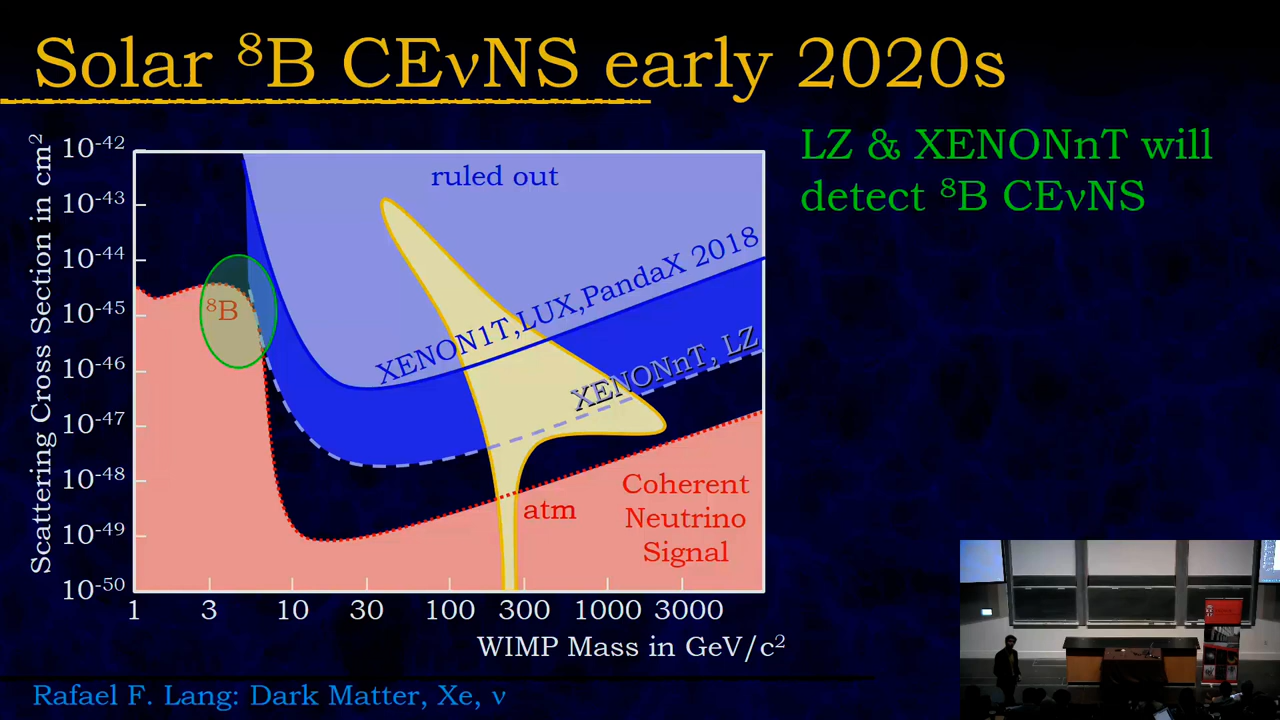 Solar ⁸B CEνNS early 2020s
LZ & XENONnT will
detect ⁸B CEνNS
Scattering Cross Section in cm²
10⁻⁴²
10⁻⁴³
10⁻⁴⁴
10⁻⁴⁵
10⁻⁴⁶
10⁻⁴⁷
10⁻⁴⁸
10⁻⁴⁹
10⁻⁵⁰
ruled out
XENON1T,LUX,PandaX 2018
XENONnT, LZ
⁸B
atm
Coherent
Neutrino
Signal
1 3 10 30 100 300 1000 3000
WIMP Mass in GeV/c²
Rafael F. Lang: Dark Matter, Xe, ν